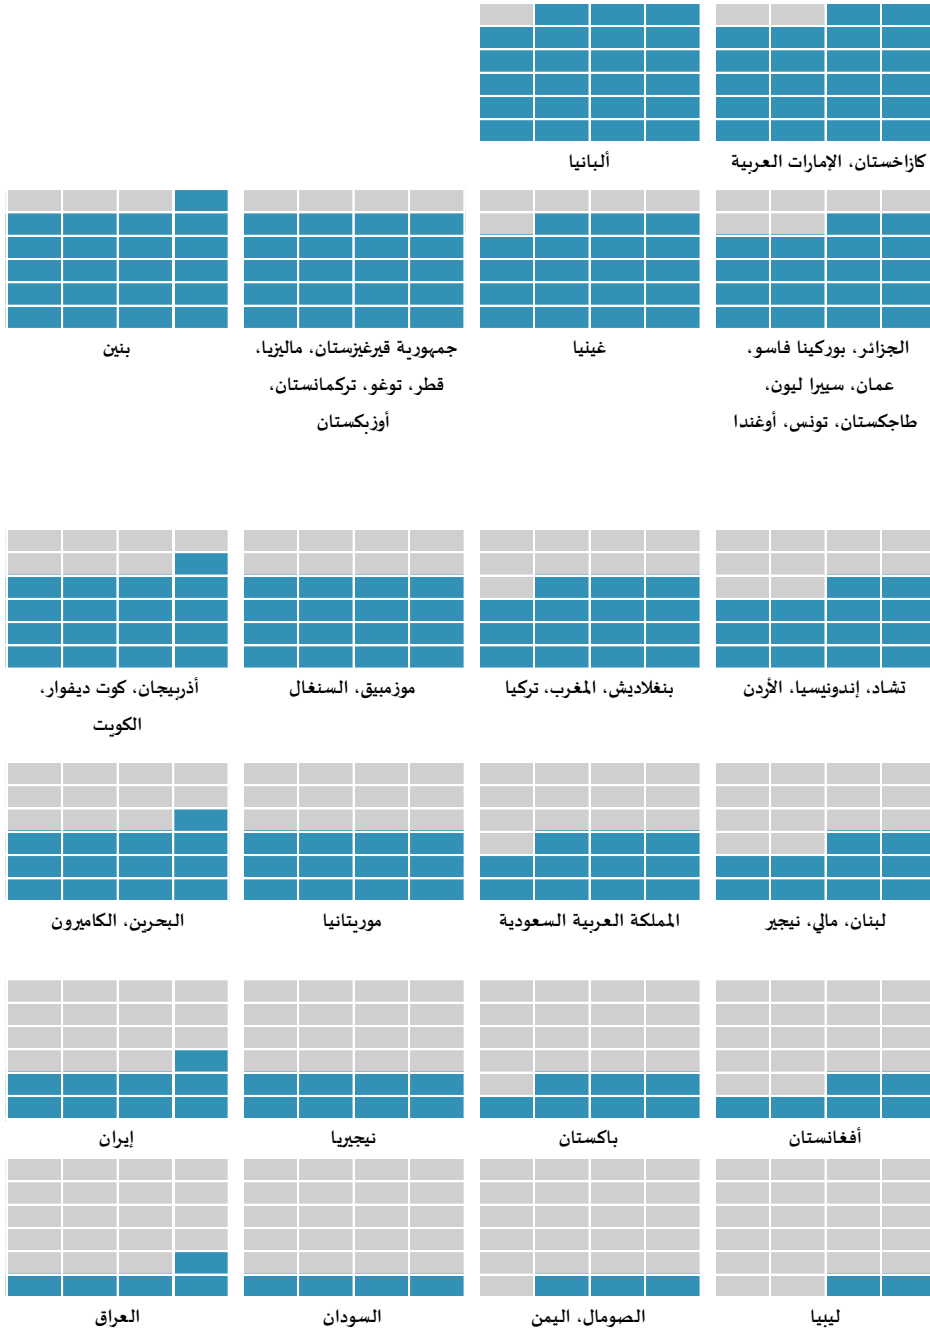 كازاخستان، الإمارات العربية
ألبانيا
الجزائر، بوركينا فاسو،
عمان، سييرا ليون،
طاجكستان، تونس، أوغندا
غينيا
جمهورية قيرغيزستان، ماليزيا،
قطر، توغو، تركمانستان،
أوزبكستان
بنين
تشاد، إندونيسيا، الأردن
بنغلاديش، المغرب، تركيا
موزمبيق، السنغال
أذربيجان، كوت ديفوار،
الكويت
لبنان، مالي، نيجير
المملكة العربية السعودية
موريتانيا
البحرين، الكاميرون
أفغانستان
باكستان
نيجيريا
إيران
ليبيا
الصومال، اليمن
السودان
العراق